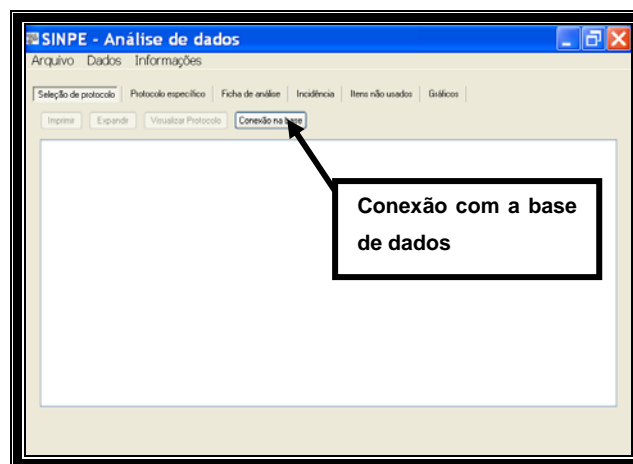 SINPE - Análise de dados
Arquivo Dados Informações
Seleção de protocolo Protocolo específico Ficha de análise Incidência Itens não usados Gráficos
Imprime Expandir Visualizar Protocolo Conexão na base
Conexão com a base
de dados